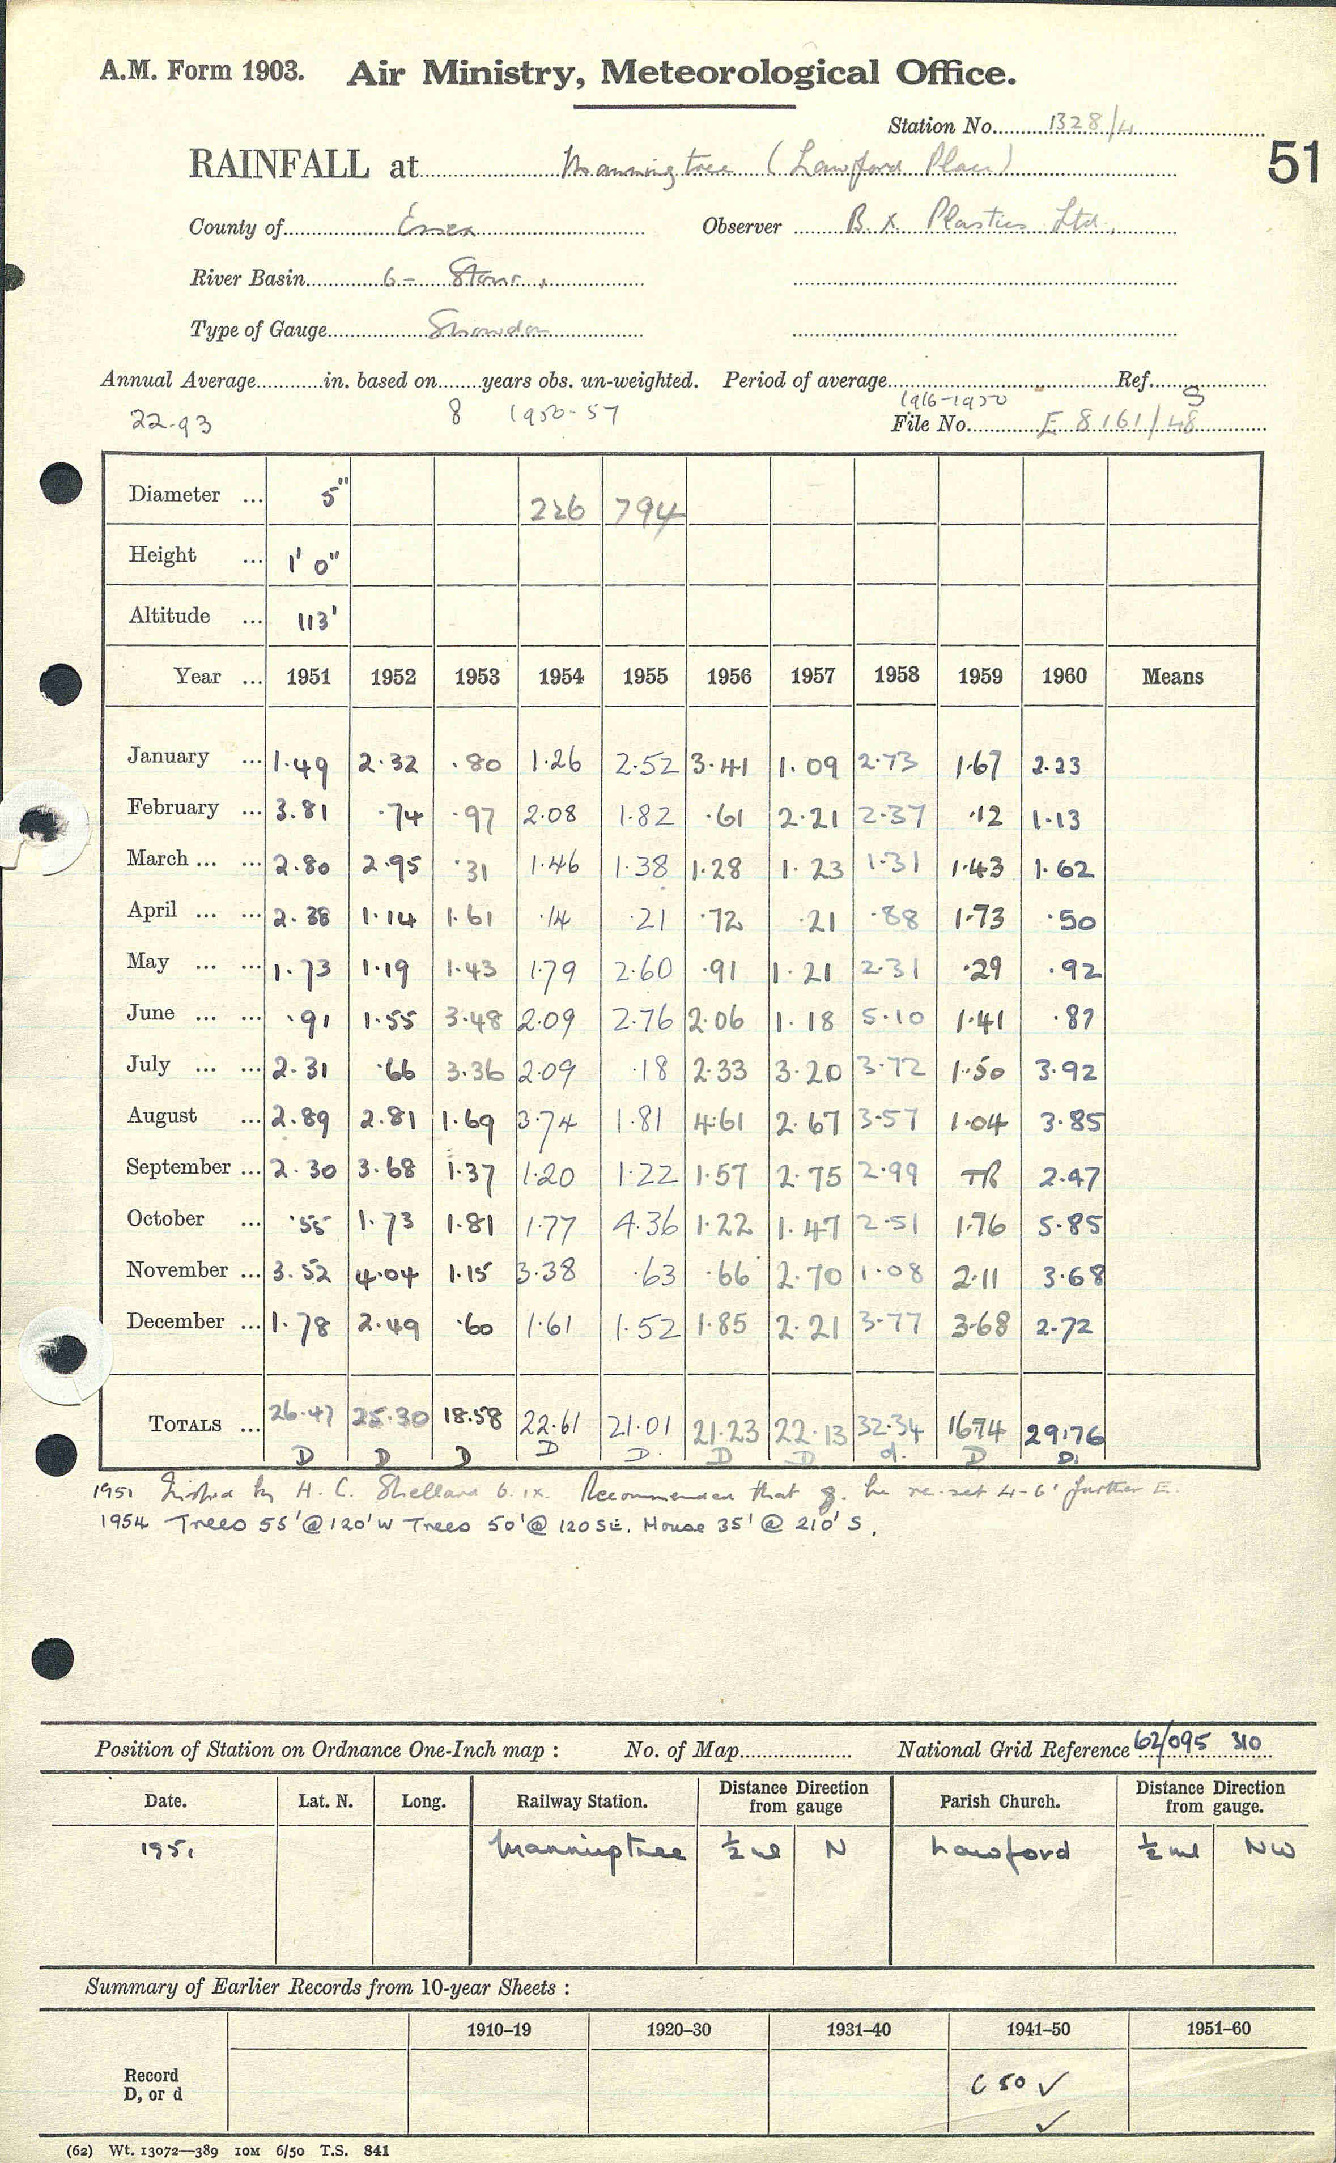 A.M. Form 1903. Air Ministry, Meteorological Office.
Station No. 1328/4
51
RAINFALL at Manningtree (Lawford Place)
County of Essex Observer B.X. Plastics Ltd.
River Basin 6 - Stour,
Type of Gauge Snowdon
Annual Average in. based on years obs. un-weighted. Period of average Ref.
22.93 8 1950-57 1916-1950 S
File No. E 8161/48
Diameter ... 5" 226 794
Height ... 1' 0"
Altitude ... 113'
Year ... 1951 1952 1953 1954 1955 1956 1957 1958 1959 1960 Means
January ... 1.49 2.32 .80 1.26 2.52 3.41 1.09 2.73 1.67 2.23
February ... 3.81 .74 .97 2.08 1.82 .61 2.21 2.37 .12 1.13
March ... ... 2.80 2.95 .31 1.46 1.38 1.28 1.23 1.31 1.43 1.62
April ... ... 2.38 1.14 1.61 .14 .21 .72 .21 .88 1.73 .50
May ... ... 1.73 1.19 1.43 1.79 2.60 .91 1.21 2.31 .29 .92
June ... ... .91 1.55 3.48 2.09 2.76 2.06 1.18 5.10 1.41 .87
July ... ... 2.31 .66 3.36 2.09 .18 2.33 3.20 3.72 1.50 3.92
August ... 2.89 2.81 1.69 3.74 1.81 4.61 2.67 3.57 1.04 3.85
September ... 2.30 3.68 1.37 1.20 1.22 1.57 2.75 2.99 TR 2.47
October ... .55 1.73 1.81 1.77 4.36 1.22 1.47 2.51 1.76 5.85
November ... 3.52 4.04 1.15 3.38 .63 .66 2.70 1.08 2.11 3.68
December ... 1.78 2.49 .60 1.61 1.52 1.85 2.21 3.77 3.68 2.72
TOTALS ... 26.47 25.30 18.58 22.61 21.01 21.23 22.13 32.34 16.74 29.76
D D D D D. D D d. D D.
1951 by H. C. Shellard 6.ix. Recommended that g. be re-set 4-6' further E.
1954 Trees 55'@120'W Trees 50'@ 120 SE. House 35' @ 210' S.
Position of Station on Ordnance One-Inch map : No. of Map National Grid Reference 62/095 310
Date. Lat. N. Long. Railway Station. Distance Direction from gauge Parish Church. Distance Direction from gauge.
1951 Manningtree ½ ml N Lawford ½ ml NW
Summary of Earlier Records from 10-year Sheets :
1910–19 1920–30 1931–40 1941–50 1951–60
Record
D, or d
C 50 ✓
✓
(62) Wt. 13072—389 10M 6/50 T.S. 841